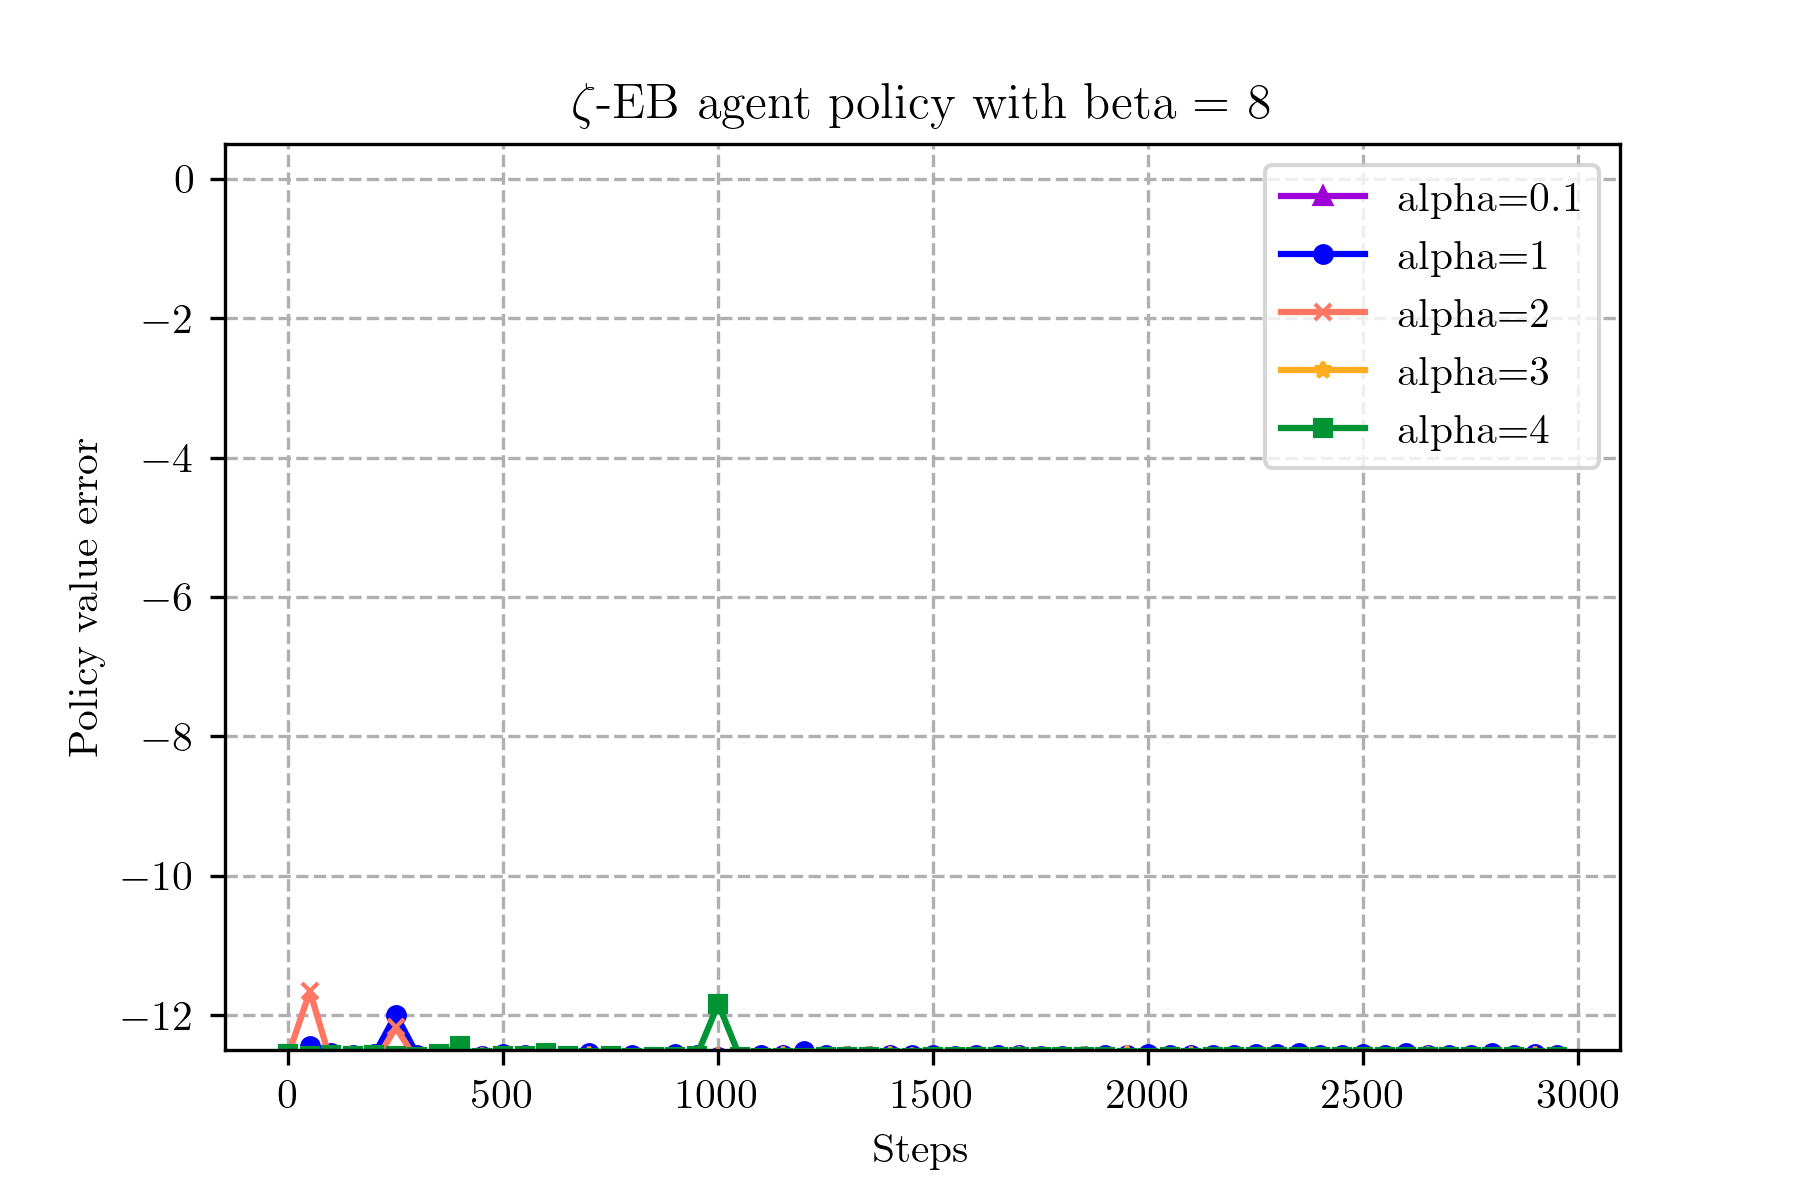 ζ-EB agent policy with beta = 8
0
−2
−4
−6
−8
−10
−12
Policy value error
alpha=0.1
alpha=1
alpha=2
alpha=3
alpha=4
0 500 1000 1500 2000 2500 3000
Steps